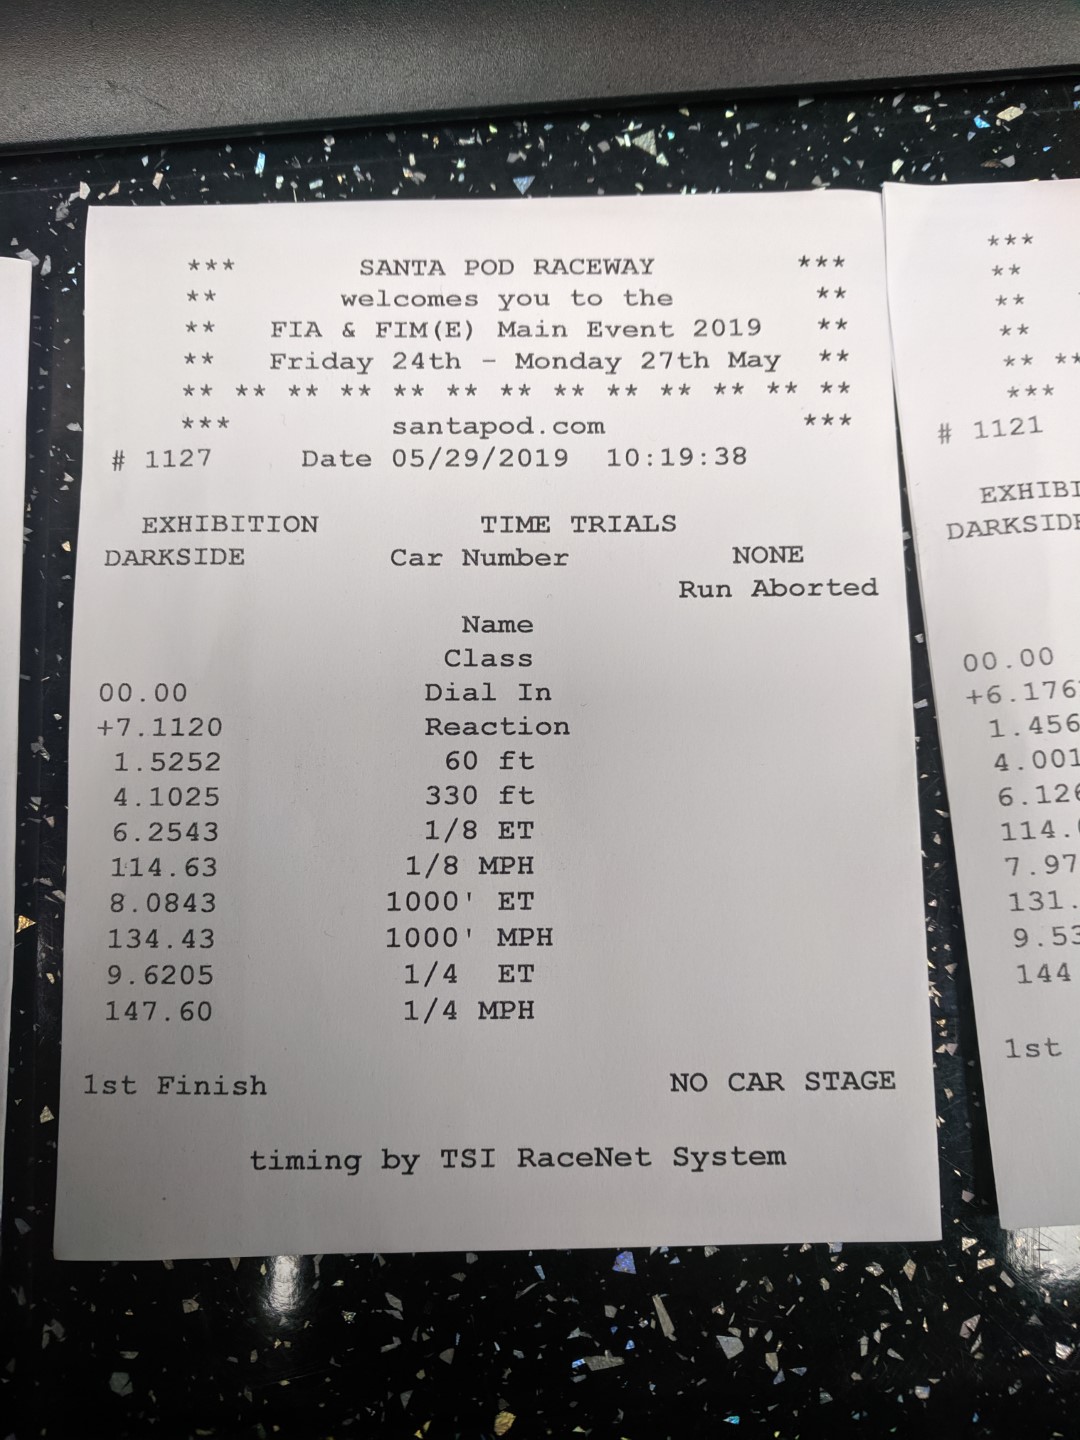 *** SANTA POD RACEWAY ***
** welcomes you to the **
** FIA & FIM(E) Main Event 2019 **
** Friday 24th - Monday 27th May **
** ** ** ** ** ** ** ** ** ** ** ** **
*** santapod.com ***
# 1127 Date 05/29/2019 10:19:38
EXHIBITION TIME TRIALS
DARKSIDE Car Number NONE
Run Aborted
Name
Class
00.00 Dial In
+7.1120 Reaction
1.5252 60 ft
4.1025 330 ft
6.2543 1/8 ET
114.63 1/8 MPH
8.0843 1000' ET
134.43 1000' MPH
9.6205 1/4 ET
147.60 1/4 MPH
1st Finish NO CAR STAGE
timing by TSI RaceNet System
***
**
**
**
** **
***
# 1121
00.00
1st